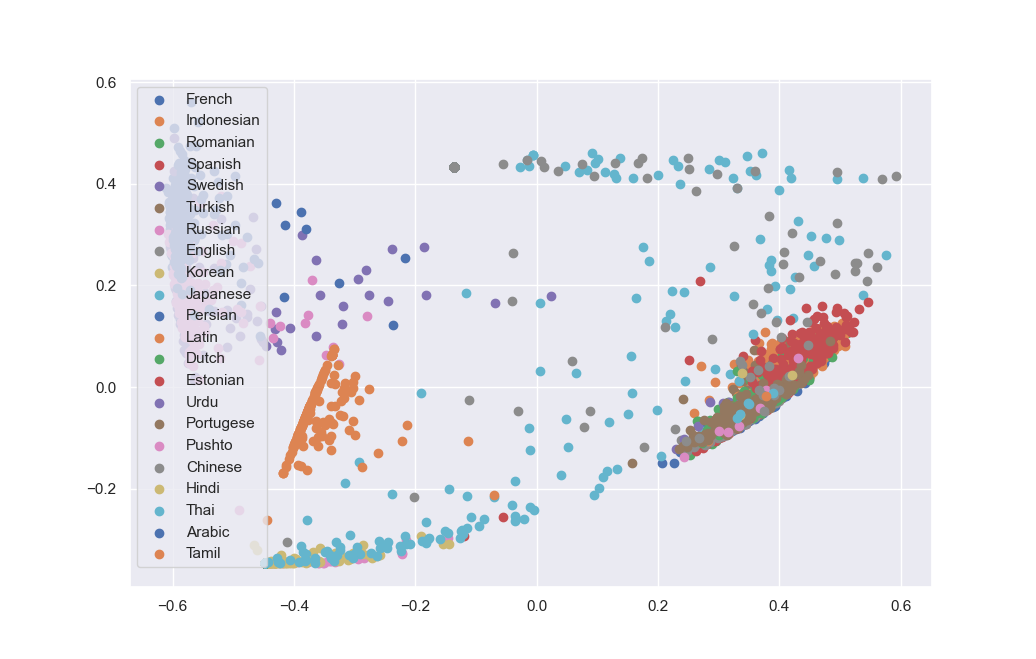 0.6
0.4
0.2
0.0
−0.2
French
Indonesian
Romanian
Spanish
Swedish
Turkish
Russian
English
Korean
Japanese
Persian
Latin
Dutch
Estonian
Urdu
Portugese
Pushto
Chinese
Hindi
Thai
Arabic
Tamil
−0.6 −0.4 −0.2 0.0 0.2 0.4 0.6